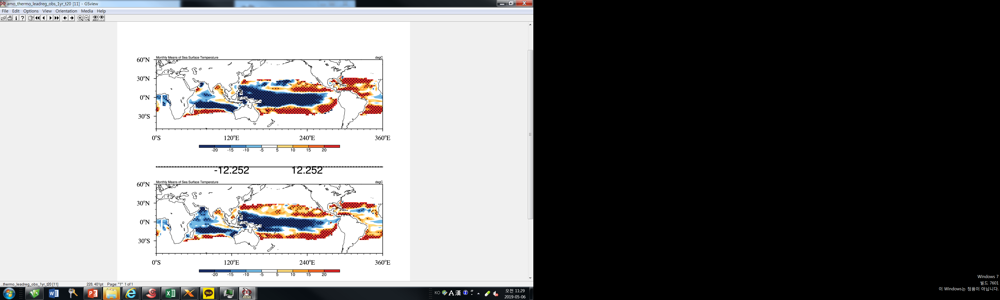 amo_thermo_leadreg_obs_1yr_t20 [11] - GSview
File Edit Options View Orientation Media Help
Monthly Means of Sea Surface Temperature degC
60°N
30°N
0°N
30°S
0°S 120°E 240°E 360°E
-20 -15 -10 -5 5 10 15 20
-12.252 12.252
Monthly Means of Sea Surface Temperature degC
60°N
30°N
0°N
30°S
0°S 120°E 240°E 360°E
-20 -15 -10 -5 5 10 15 20
...thermo_leadreg_obs_1yr_t20 [11] 228, 401pt Page: "1" 1 of 1
TALK
KO A 漢
오전 11:29
2019-05-06
Windows 7
빌드 7601
이 Windows는 정품이 아닙니다.